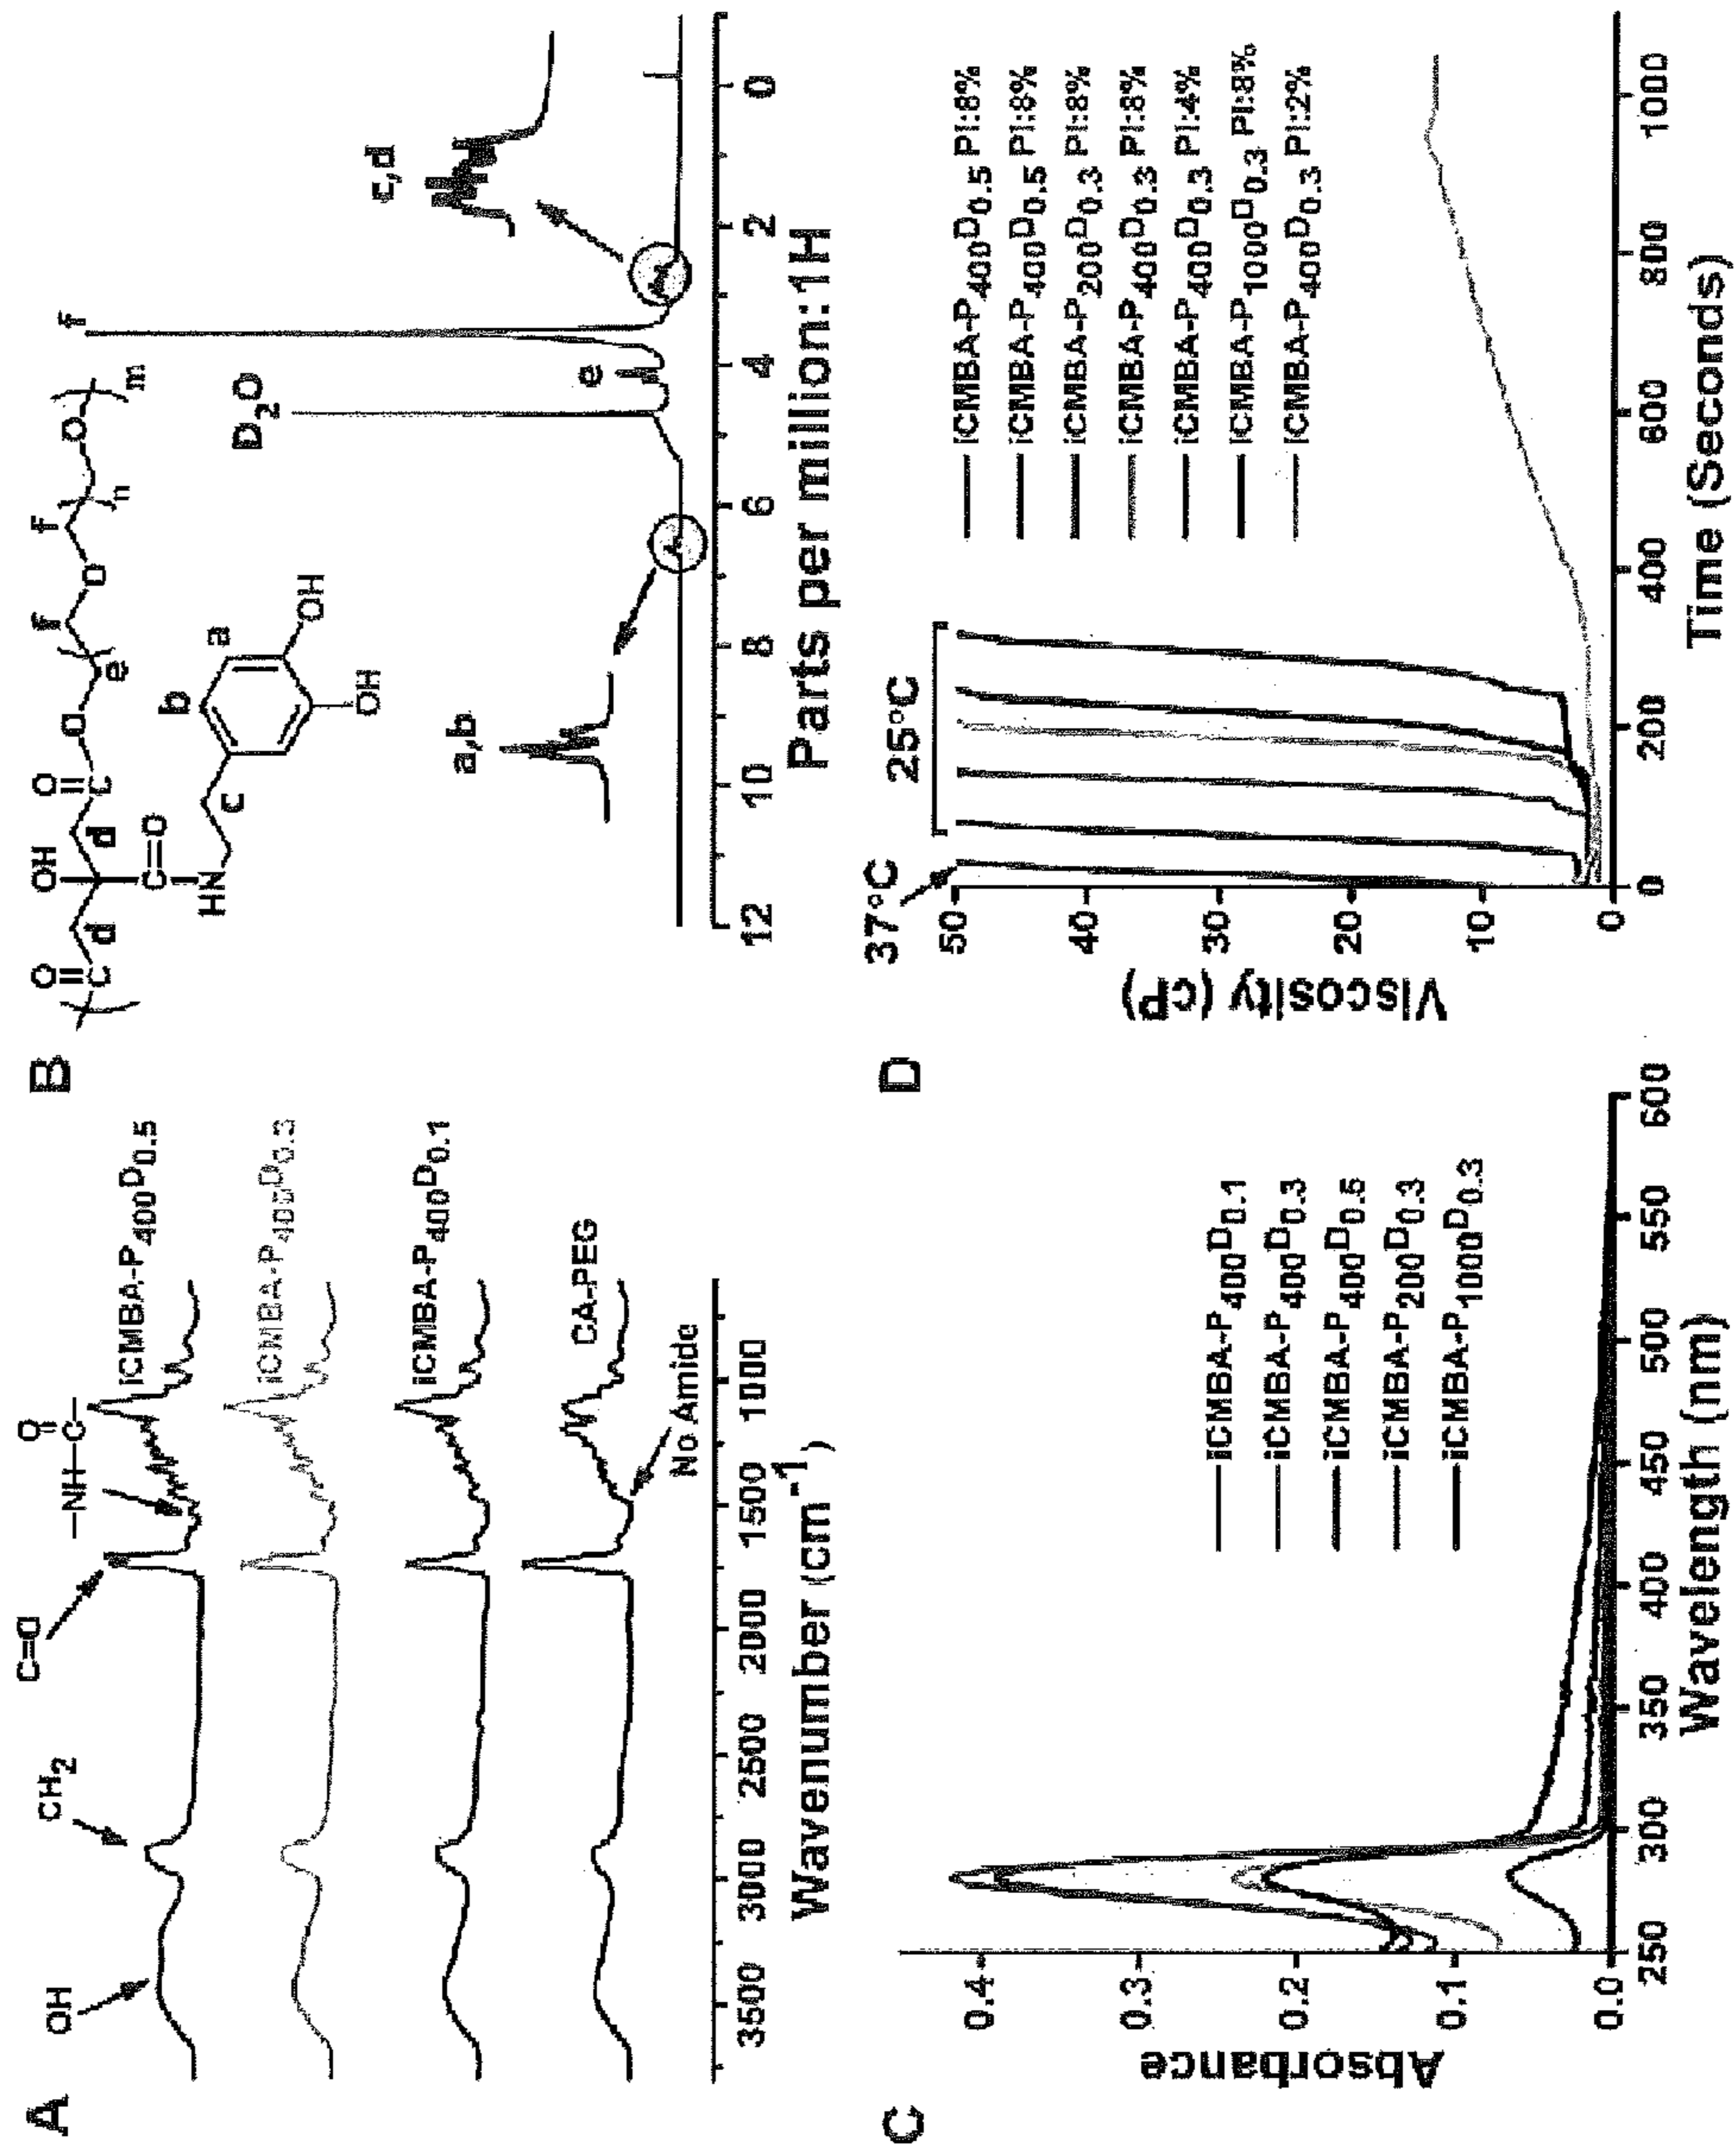 A
OH
CH2
C=O
O
–NH–C–
iCMBA-P400D0.5
iCMBA-P400D0.3
iCMBA-P400D0.1
CA-PEG
No Amide
3500 3000 2500 2000 1500 1000
Wavenumber (cm-1)
B
O OH O
C d d C O e f O f n O m
C=O
HN
c
b a
OH
OH
a,b
D2O
e
f
c,d
12 10 8 6 4 2 0
Parts per million:1H
C
Absorbance
0.4
0.3
0.2
0.1
0.0
iCMBA-P400D0.1
iCMBA-P400D0.3
iCMBA-P400D0.5
iCMBA-P200D0.3
iCMBA-P1000D0.3
250 300 350 400 450 500 550 600
Wavelength (nm)
D
37°C
25°C
Viscosity (cP)
50
40
30
20
10
0
iCMBA-P400D0.5 PI:8%
iCMBA-P400D0.5 PI:8%
iCMBA-P200D0.3 PI:8%
iCMBA-P400D0.3 PI:8%
iCMBA-P400D0.3 PI:4%
iCMBA-P1000D0.3 PI:8%
iCMBA-P400D0.3 PI:2%
0 200 400 600 800 1000
Time (Seconds)